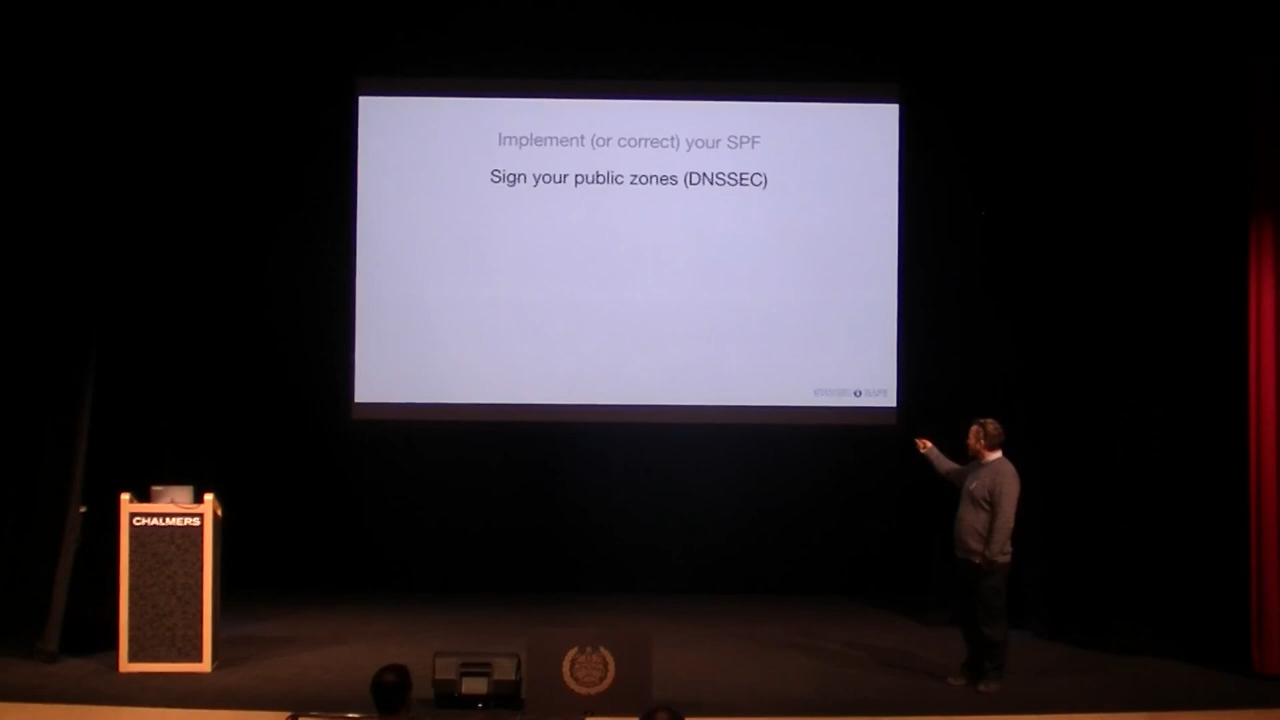 Implement (or correct) your SPF
Sign your public zones (DNSSEC)
CHALMERS